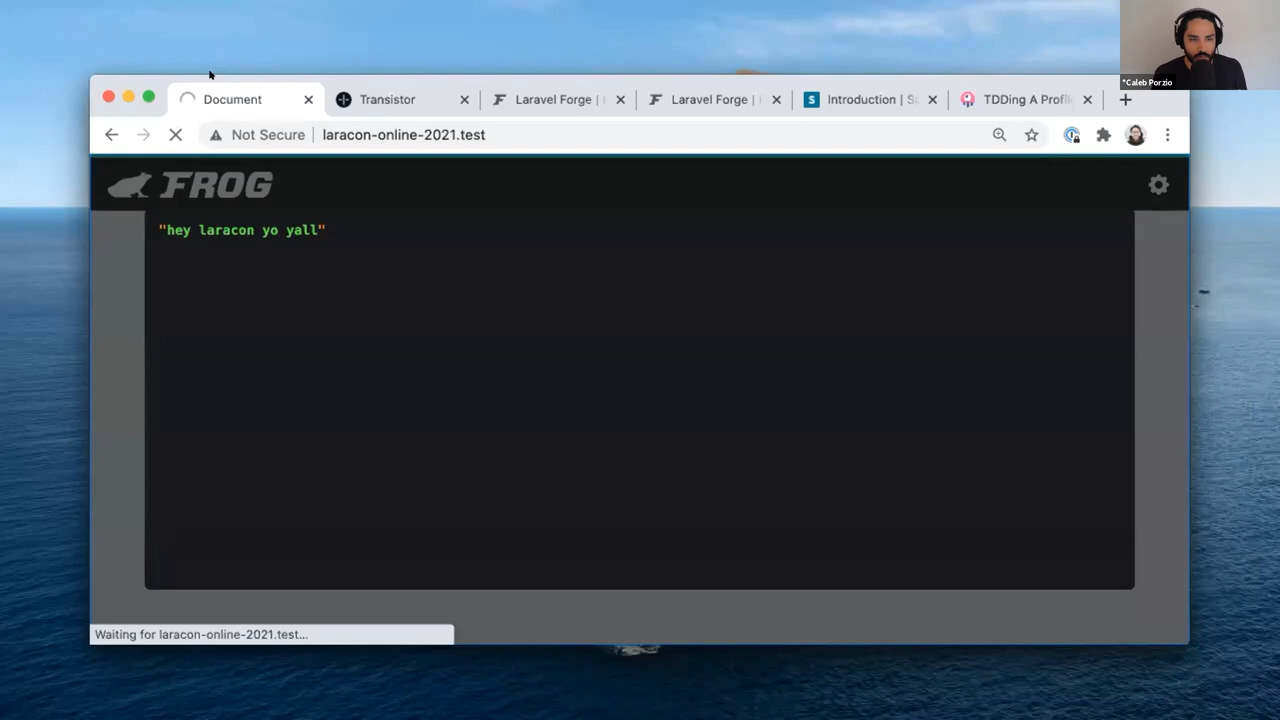 *Caleb Porzio
Document
Transistor
Laravel Forge |
Laravel Forge |
Introduction | Su
TDDing A Profil
Not Secure
laracon-online-2021.test
FROG
"hey laracon yo yall"
Waiting for laracon-online-2021.test...